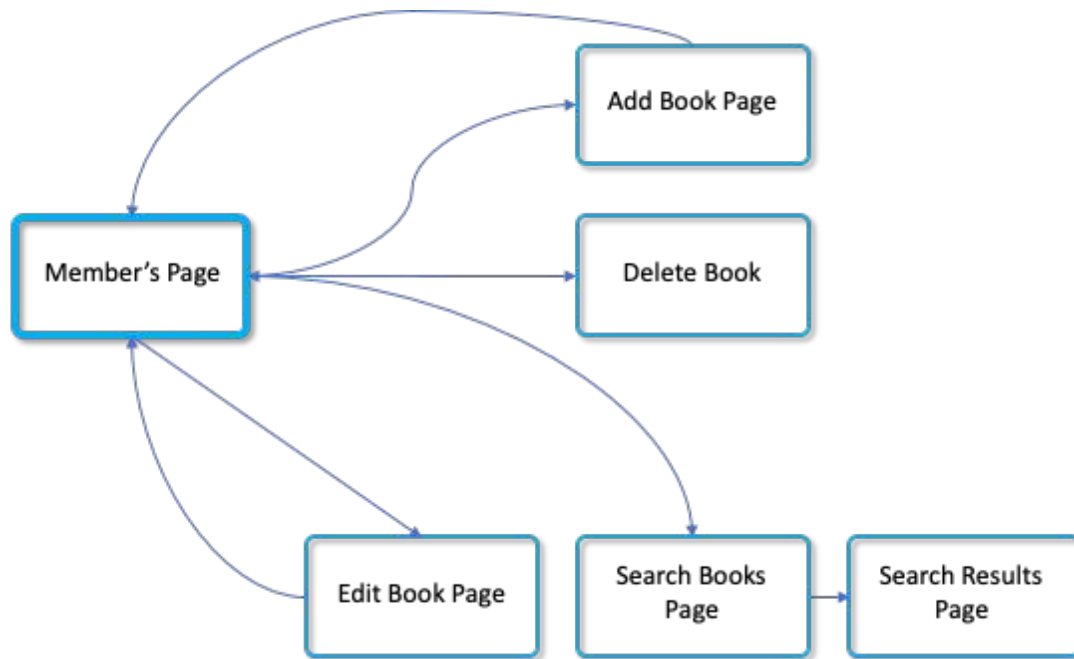 Add Book Page
Member’s Page
Delete Book
Edit Book Page
Search Books
Page
Search Results
Page